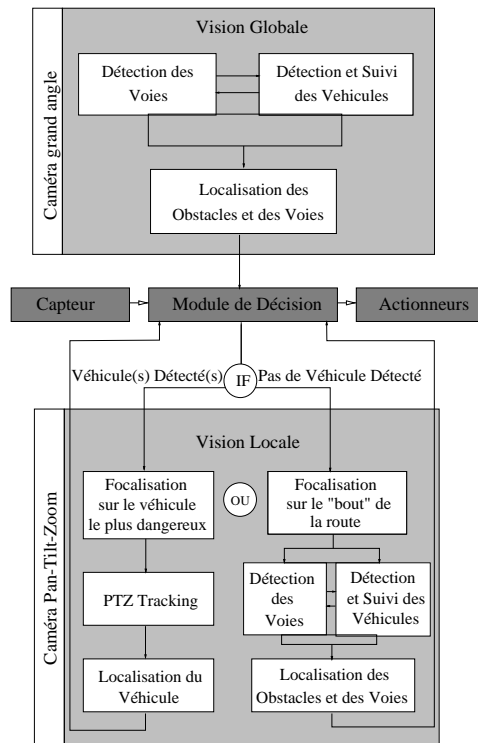 Vision Globale
Caméra grand angle
Détection des
Voies
Détection et Suivi
des Vehicules
Localisation des
Obstacles et des Voies
Capteur
Module de Décision
Actionneurs
Véhicule(s) Détecté(s)
IF
Pas de Véhicule Détecté
Vision Locale
Caméra Pan-Tilt-Zoom
Focalisation
sur le véhicule
le plus dangereux
OU
Focalisation
sur le "bout" de
la route
PTZ Tracking
Détection
des
Voies
Détection
et Suivi des
Véhicules
Localisation du
Véhicule
Localisation des
Obstacles et des Voies